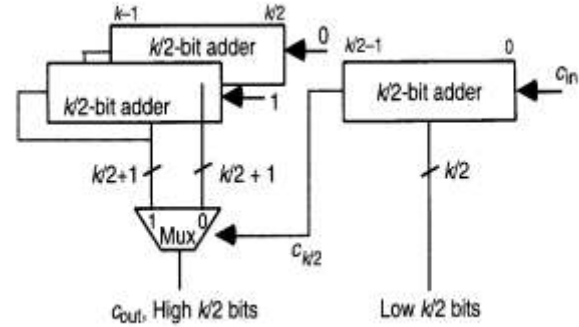 k–1 k/2
k/2-bit adder 0
k/2-bit adder 1
k/2–1 0
k/2-bit adder c_in
k/2+1 k/2 + 1 k/2
1 0
Mux
c_k/2
c_out, High k/2 bits Low k/2 bits